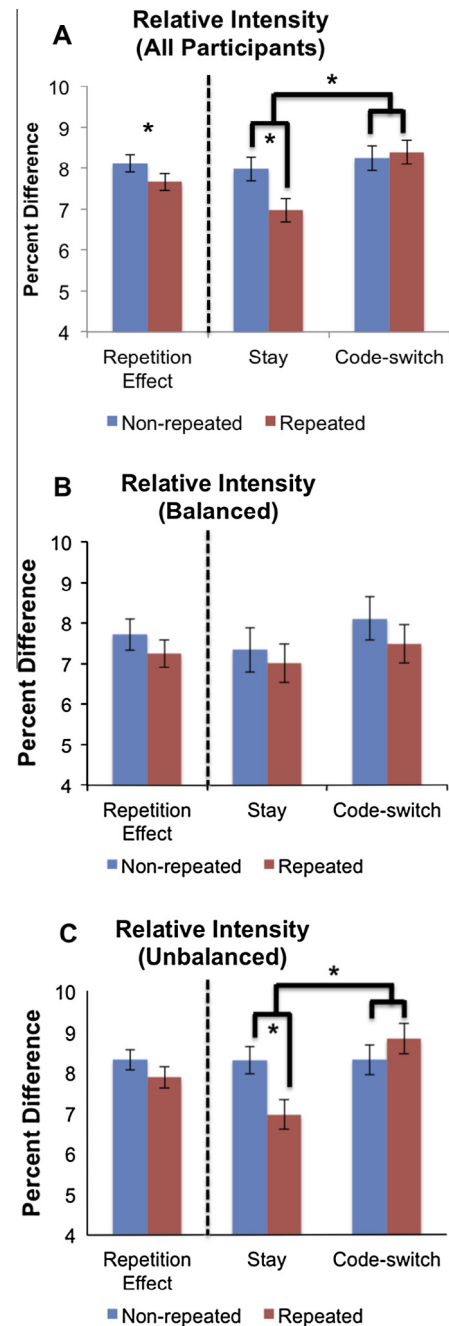 A
Relative Intensity
(All Participants)
Percent Difference
10
9
8
7
6
5
4
*
*
*
Repetition Effect
Stay
Code-switch
Non-repeated
Repeated
B
Relative Intensity
(Balanced)
Percent Difference
10
9
8
7
6
5
4
Repetition Effect
Stay
Code-switch
Non-repeated
Repeated
C
Relative Intensity
(Unbalanced)
Percent Difference
10
9
8
7
6
5
4
*
*
Repetition Effect
Stay
Code-switch
Non-repeated
Repeated